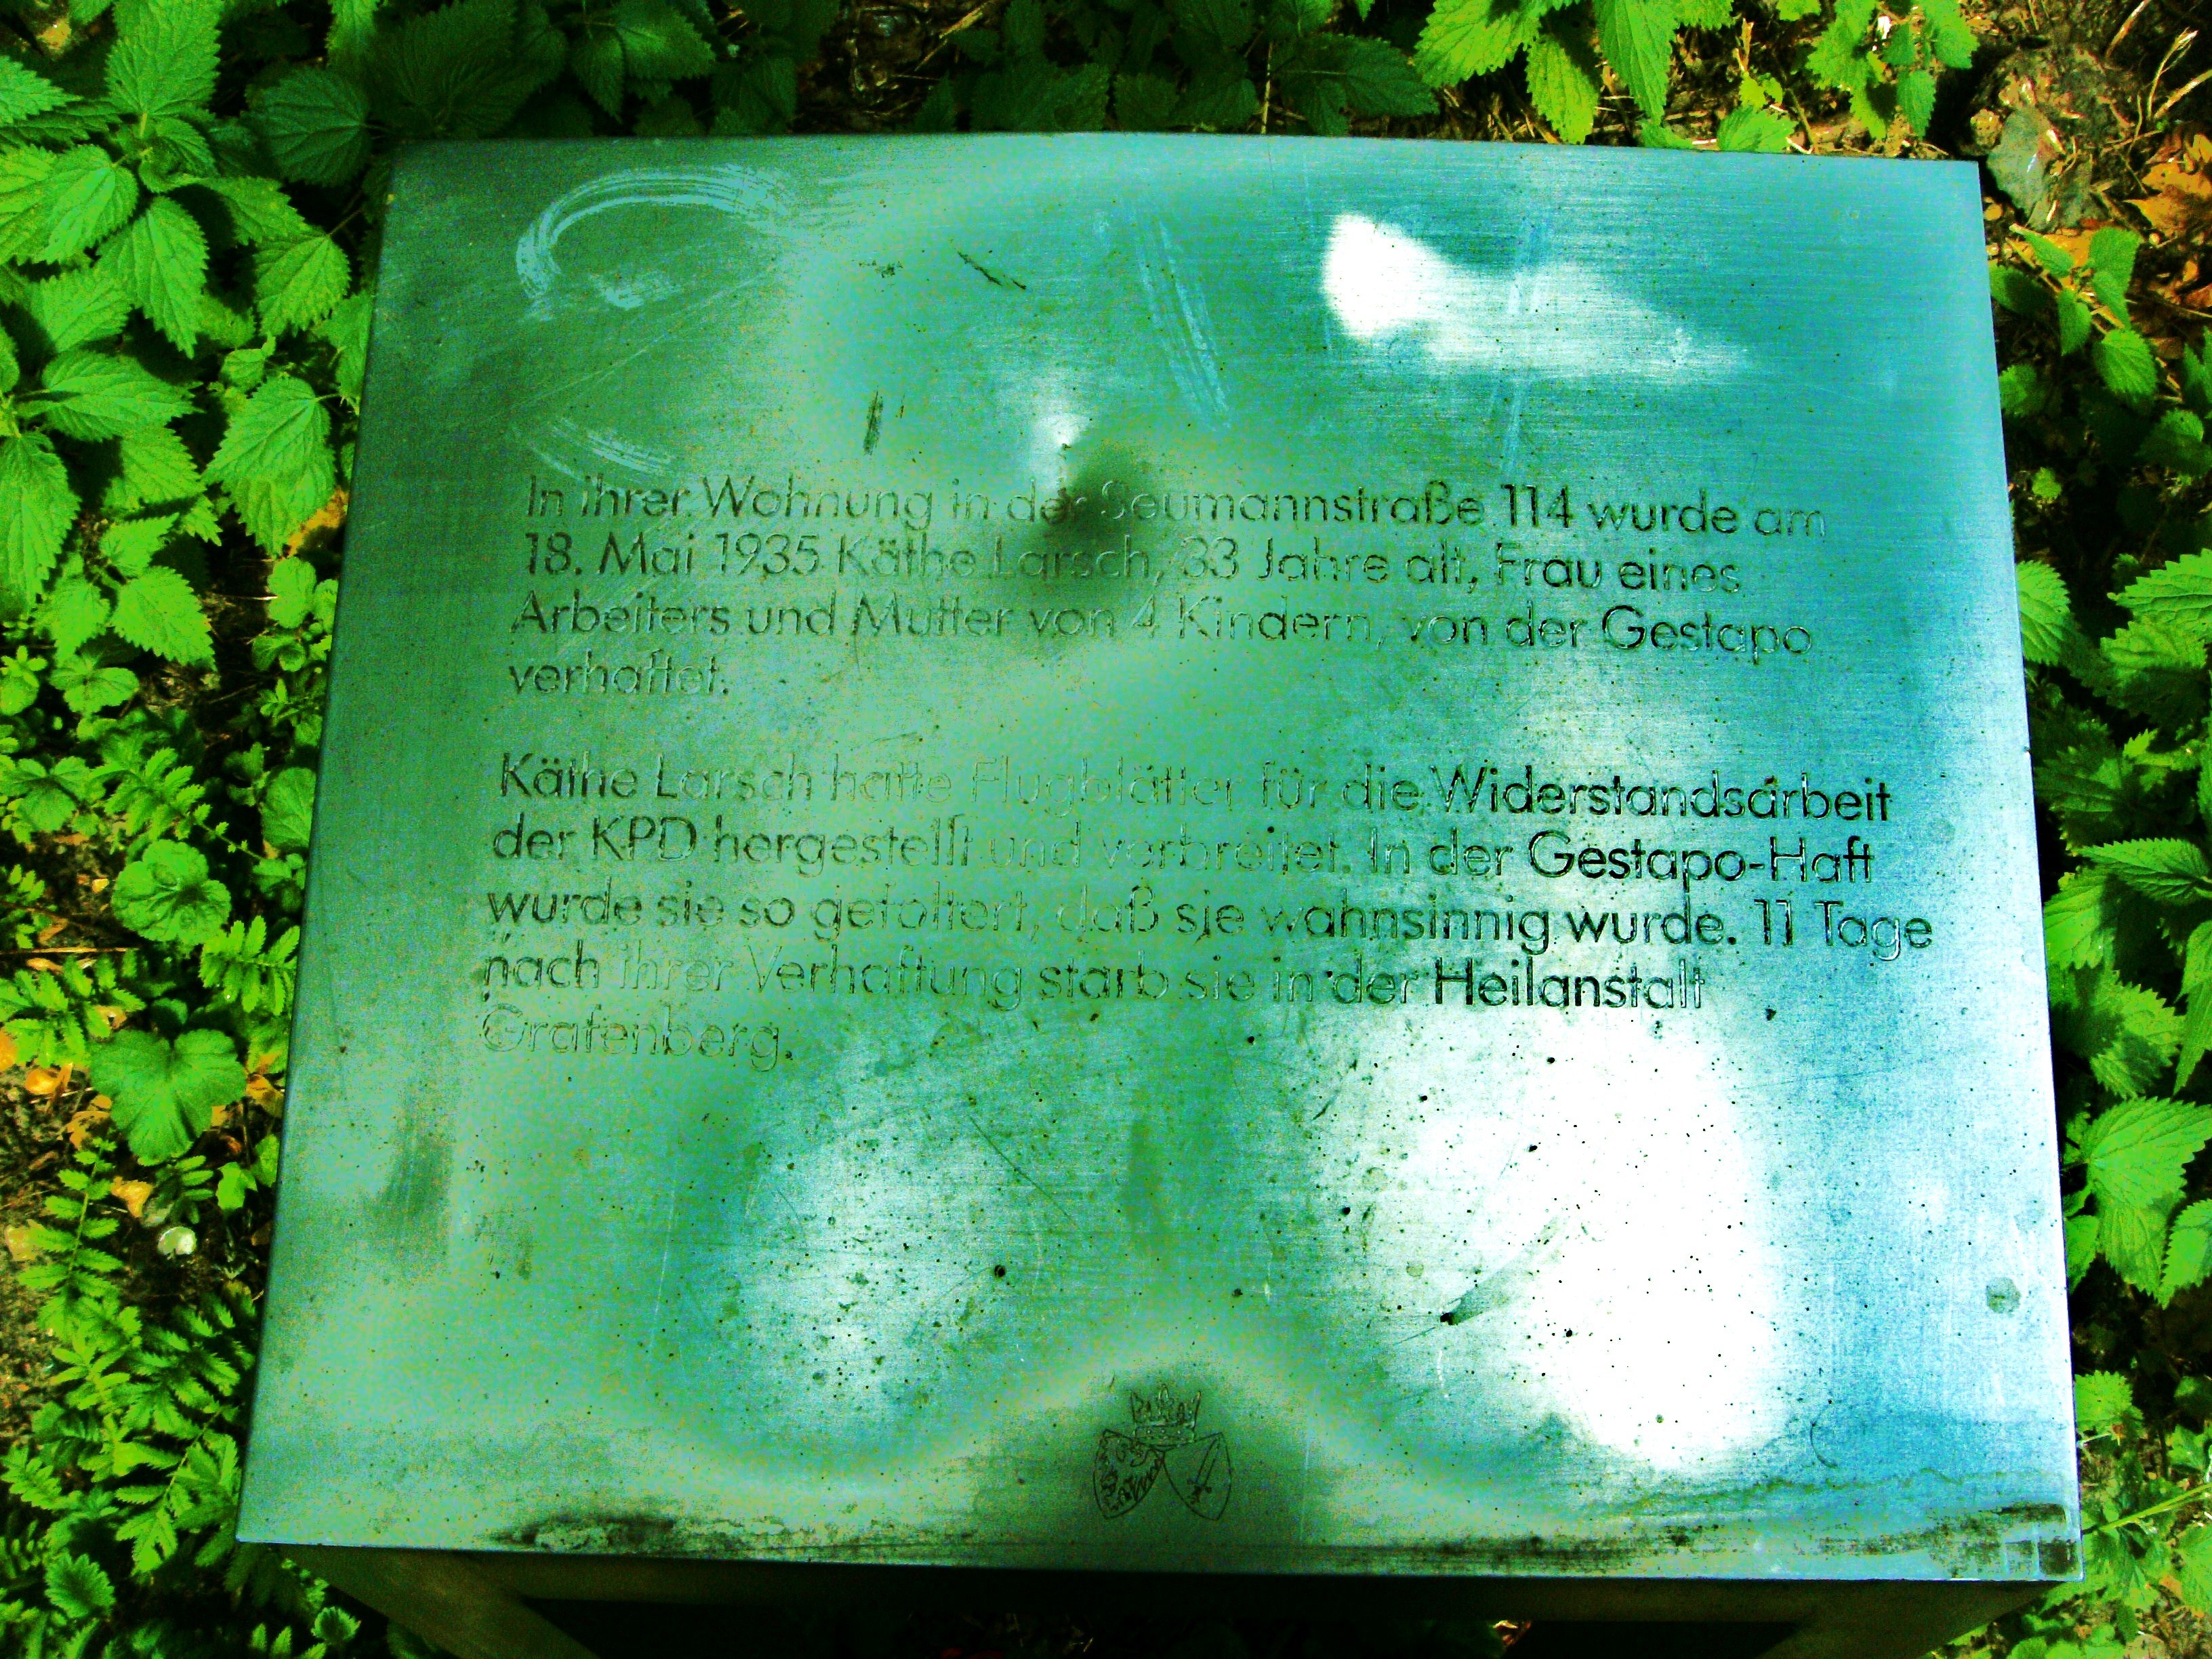 In ihrer Wohnung in der Seumannstraße 114 wurde am
18. Mai 1935 Käthe Larsch, 33 Jahre alt, Frau eines
Arbeiters und Mutter von 4 Kindern, von der Gestapo
verhaftet.
Käthe Larsch hatte Flugblätter für die Widerstandsarbeit
der KPD hergestellt und verbreitet. In der Gestapo-Haft
wurde sie so gefoltert, daß sie wahnsinnig wurde. 11 Tage
nach ihrer Verhaftung starb sie in der Heilanstalt
Grafenberg.